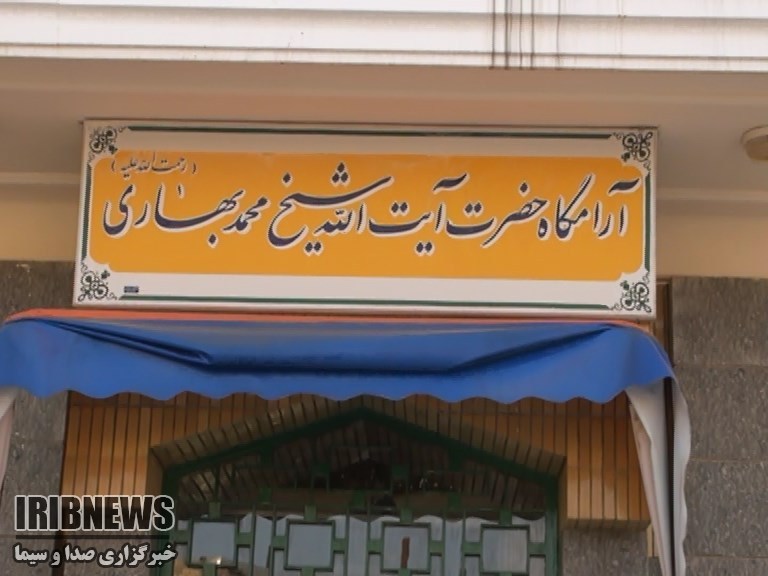 (رحمت الله علیه)
آرامگاه حضرت آیت الله شیخ محمد بهاری
IRIBNEWS
خبرگزاری صدا و سیما